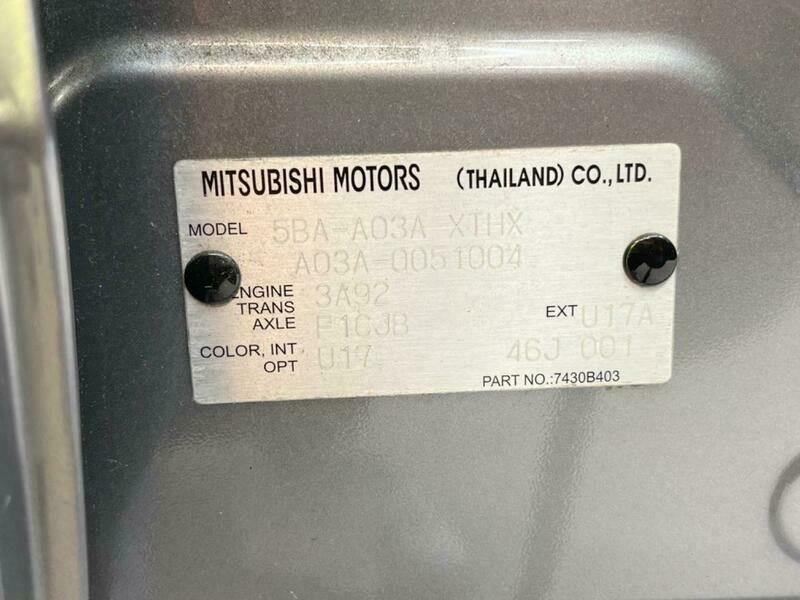 MITSUBISHI MOTORS (THAILAND) CO., LTD.
MODEL 5BA-A03A XTHX
A03A-0051004
ENGINE 3A92
TRANS
AXLE F1CJB EXT U17A
COLOR, INT U17 46J 001
OPT
PART NO.:7430B403